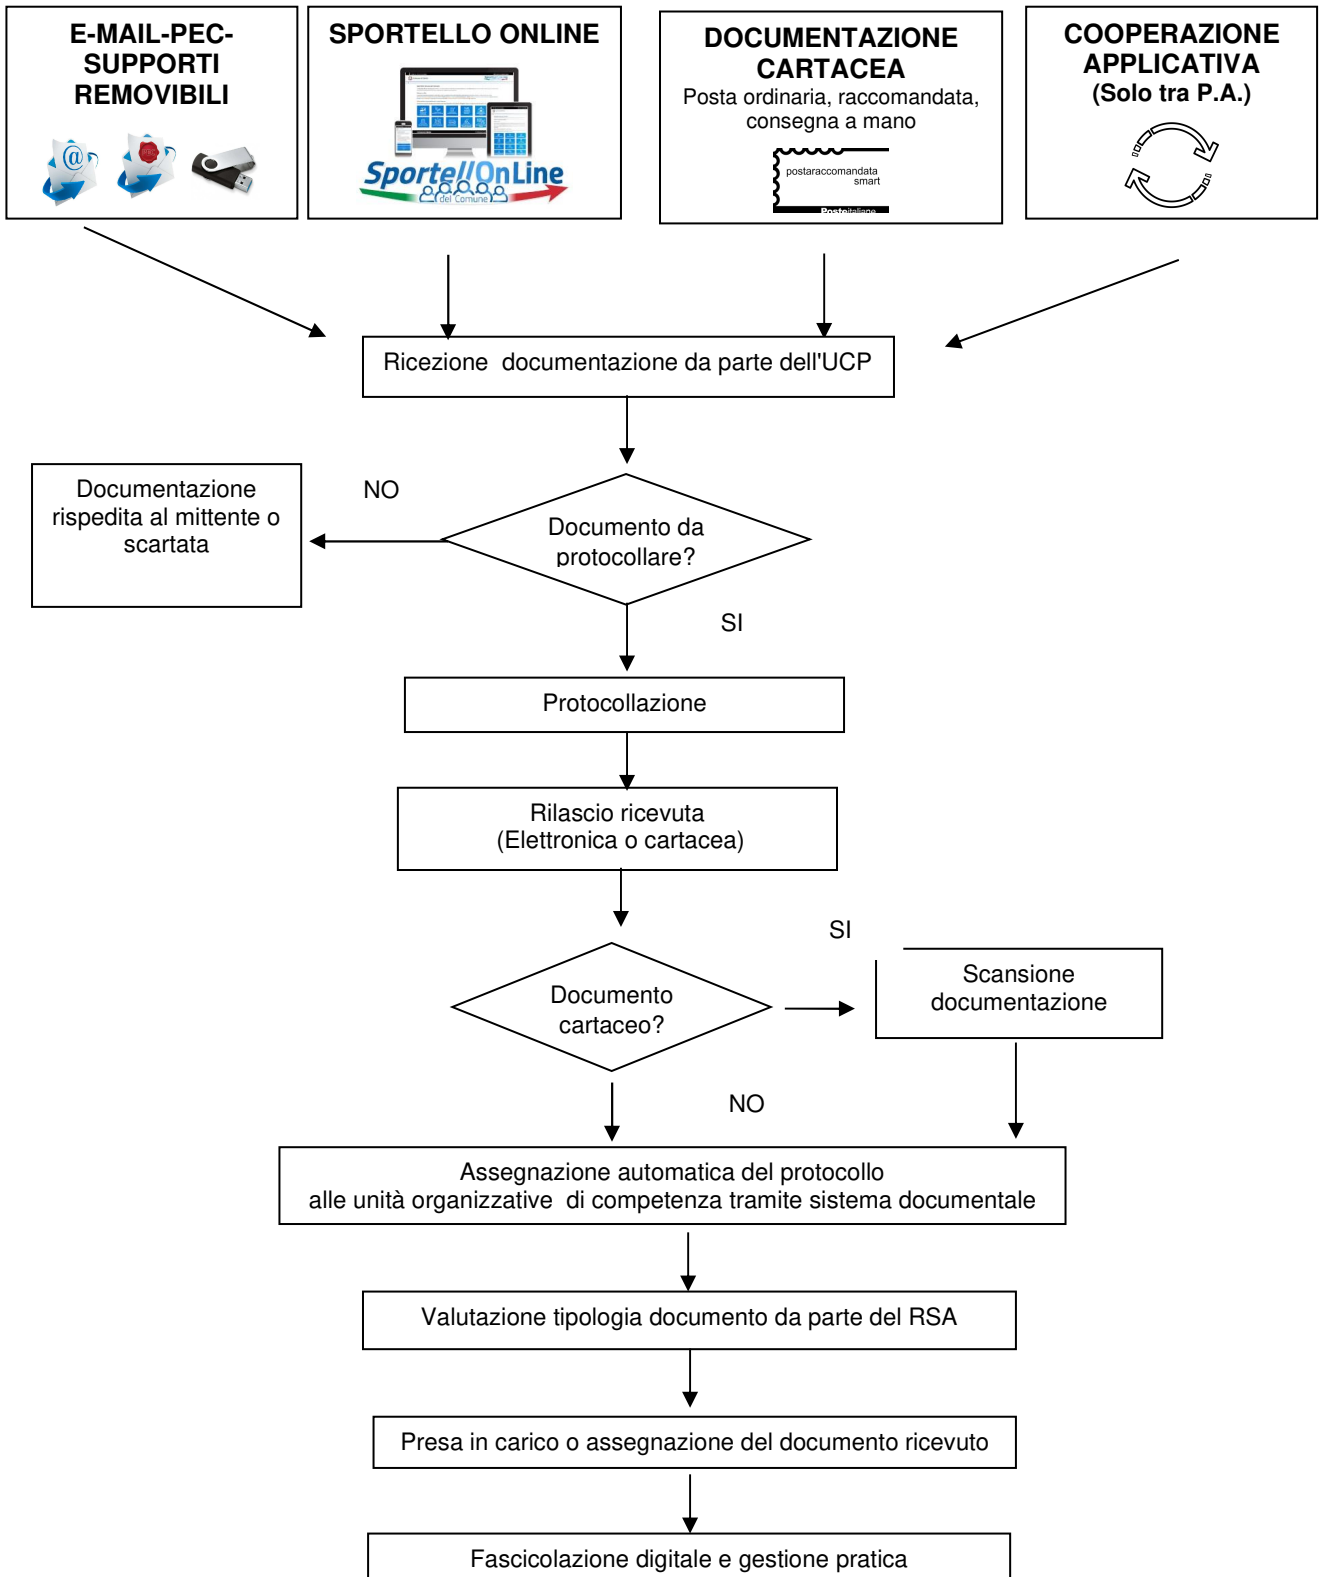 E-MAIL-PEC-
SUPPORTI
REMOVIBILI
SPORTELLO ONLINE
SportellOnLine
del Comune
DOCUMENTAZIONE
CARTACEA
Posta ordinaria, raccomandata,
consegna a mano
postaraccomandata
smart
Posteitaliane
COOPERAZIONE
APPLICATIVA
(Solo tra P.A.)
Ricezione  documentazione da parte dell'UCP
Documento da
protocollare?
NO
Documentazione
rispedita al mittente o
scartata
SI
Protocollazione
Rilascio ricevuta
(Elettronica o cartacea)
Documento
cartaceo?
SI
Scansione
documentazione
NO
Assegnazione automatica del protocollo
alle unità organizzative  di competenza tramite sistema documentale
Valutazione tipologia documento da parte del RSA
Presa in carico o assegnazione del documento ricevuto
Fascicolazione digitale e gestione pratica